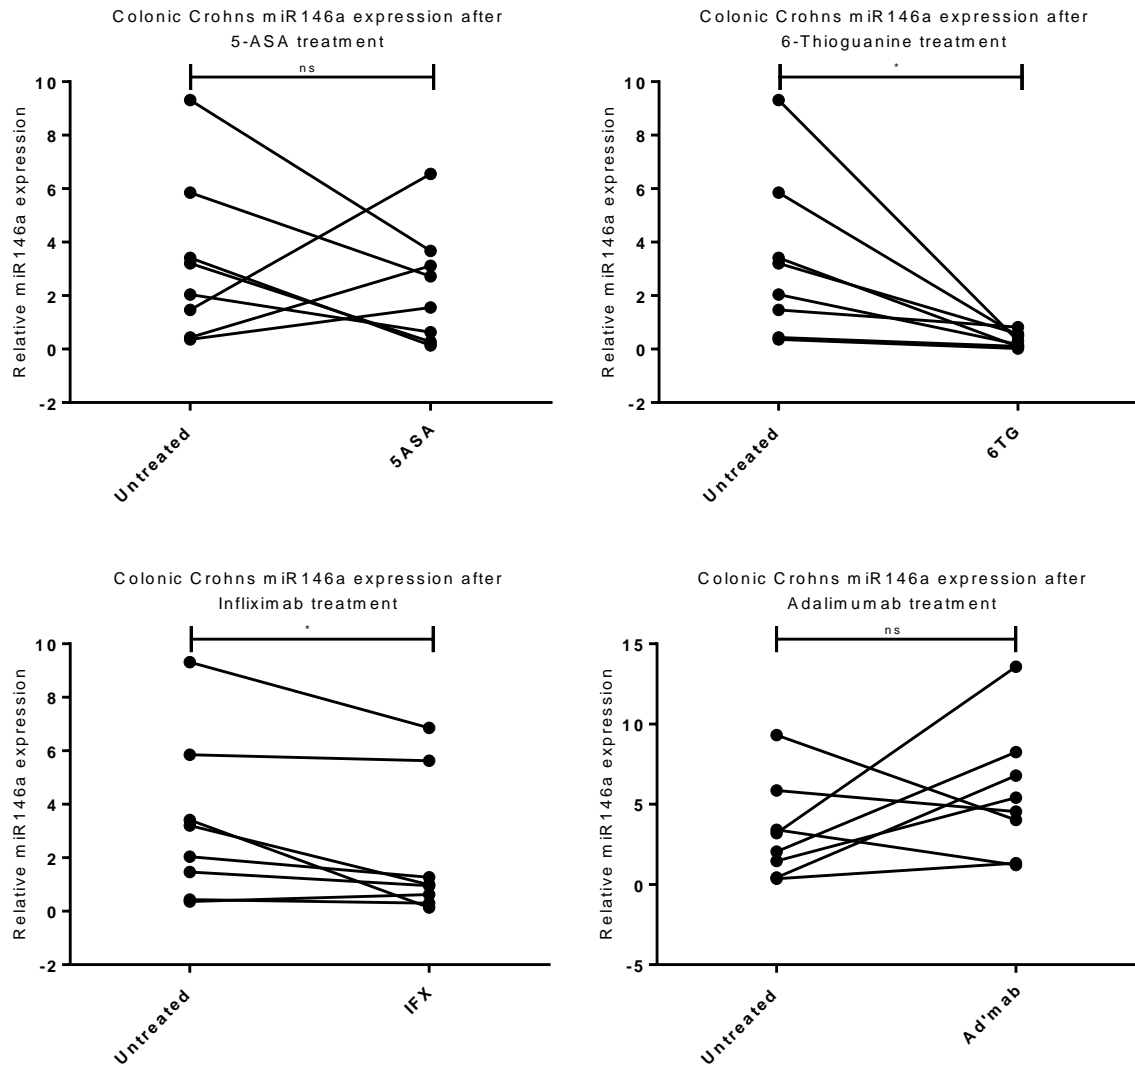 Colonic Crohns miR146a expression after
5-ASA treatment
ns
Relative miR146a expression
10
8
6
4
2
0
-2
Untreated
5ASA
Colonic Crohns miR146a expression after
6-Thioguanine treatment
*
Relative miR146a expression
10
8
6
4
2
0
-2
Untreated
6TG
Colonic Crohns miR146a expression after
Infliximab treatment
*
Relative miR146a expression
10
8
6
4
2
0
-2
Untreated
IFX
Colonic Crohns miR146a expression after
Adalimumab treatment
ns
Relative miR146a expression
15
10
5
0
-5
Untreated
Ad'mab